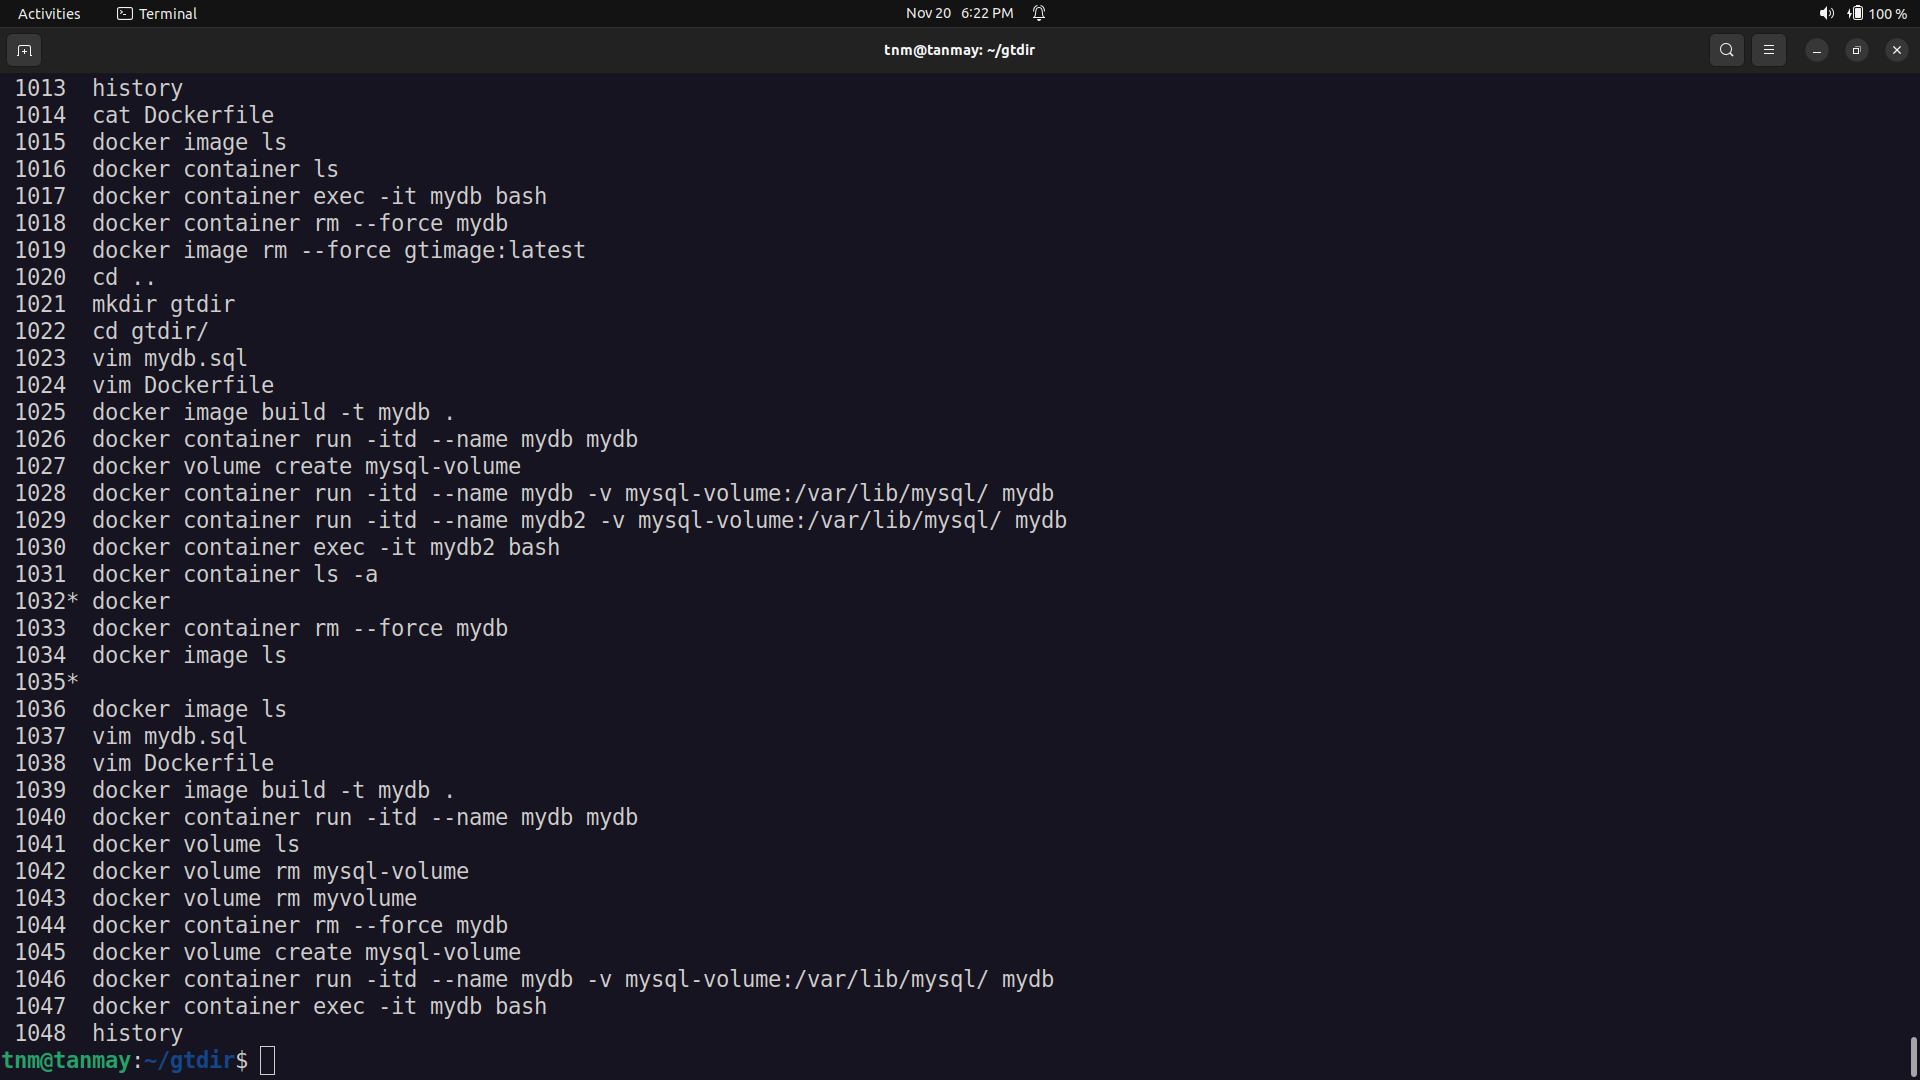 Activities Terminal Nov 20 6:22 PM 100 %
tnm@tanmay: ~/gtdir
1013 history
1014 cat Dockerfile
1015 docker image ls
1016 docker container ls
1017 docker container exec -it mydb bash
1018 docker container rm --force mydb
1019 docker image rm --force gtimage:latest
1020 cd ..
1021 mkdir gtdir
1022 cd gtdir/
1023 vim mydb.sql
1024 vim Dockerfile
1025 docker image build -t mydb .
1026 docker container run -itd --name mydb mydb
1027 docker volume create mysql-volume
1028 docker container run -itd --name mydb -v mysql-volume:/var/lib/mysql/ mydb
1029 docker container run -itd --name mydb2 -v mysql-volume:/var/lib/mysql/ mydb
1030 docker container exec -it mydb2 bash
1031 docker container ls -a
1032* docker
1033 docker container rm --force mydb
1034 docker image ls
1035*
1036 docker image ls
1037 vim mydb.sql
1038 vim Dockerfile
1039 docker image build -t mydb .
1040 docker container run -itd --name mydb mydb
1041 docker volume ls
1042 docker volume rm mysql-volume
1043 docker volume rm myvolume
1044 docker container rm --force mydb
1045 docker volume create mysql-volume
1046 docker container run -itd --name mydb -v mysql-volume:/var/lib/mysql/ mydb
1047 docker container exec -it mydb bash
1048 history
tnm@tanmay:~/gtdir$